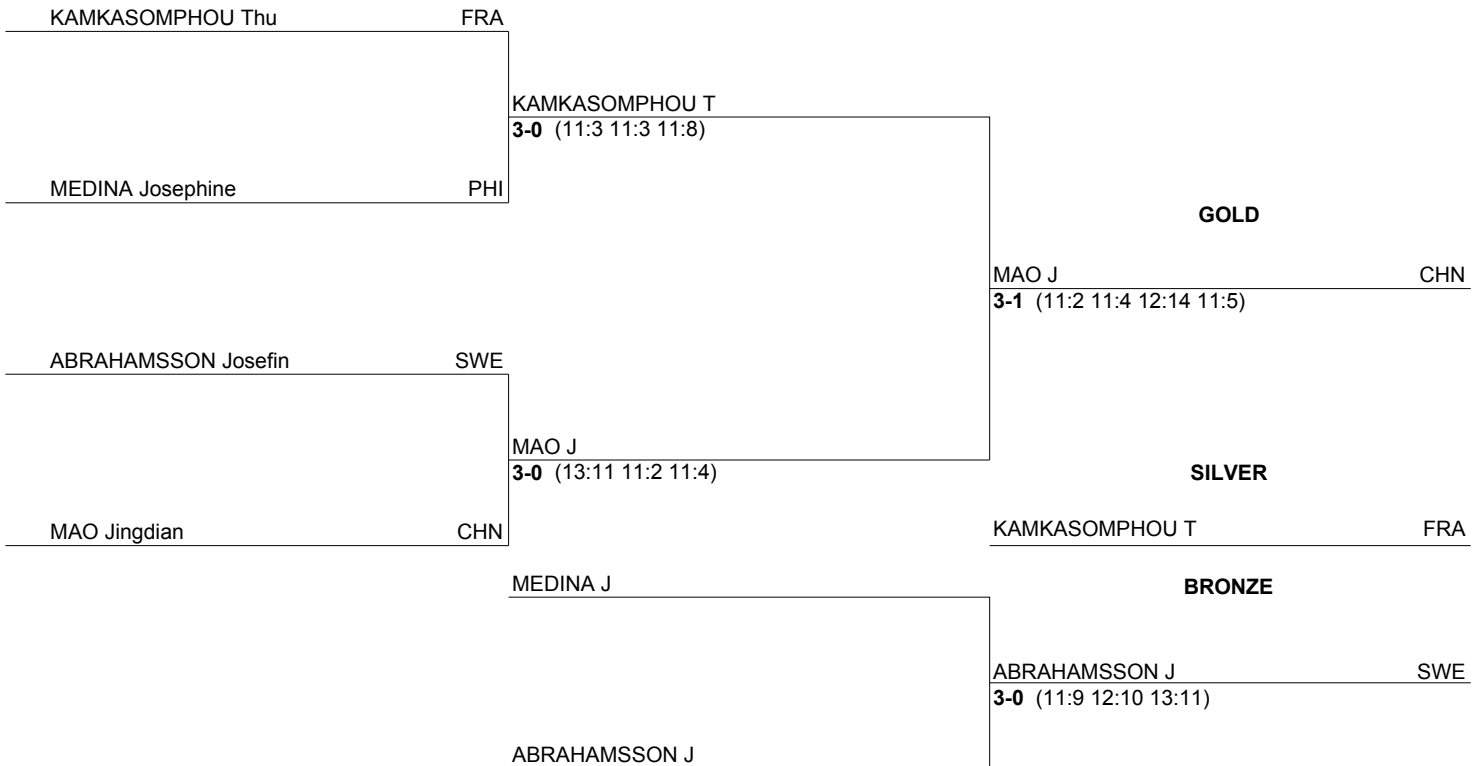 KAMKASOMPHOU Thu FRA
KAMKASOMPHOU T
3-0 (11:3 11:3 11:8)
MEDINA Josephine PHI
GOLD
MAO J CHN
3-1 (11:2 11:4 12:14 11:5)
ABRAHAMSSON Josefin SWE
MAO J
3-0 (13:11 11:2 11:4)
SILVER
MAO Jingdian CHN
KAMKASOMPHOU T FRA
MEDINA J
BRONZE
ABRAHAMSSON J SWE
3-0 (11:9 12:10 13:11)
ABRAHAMSSON J